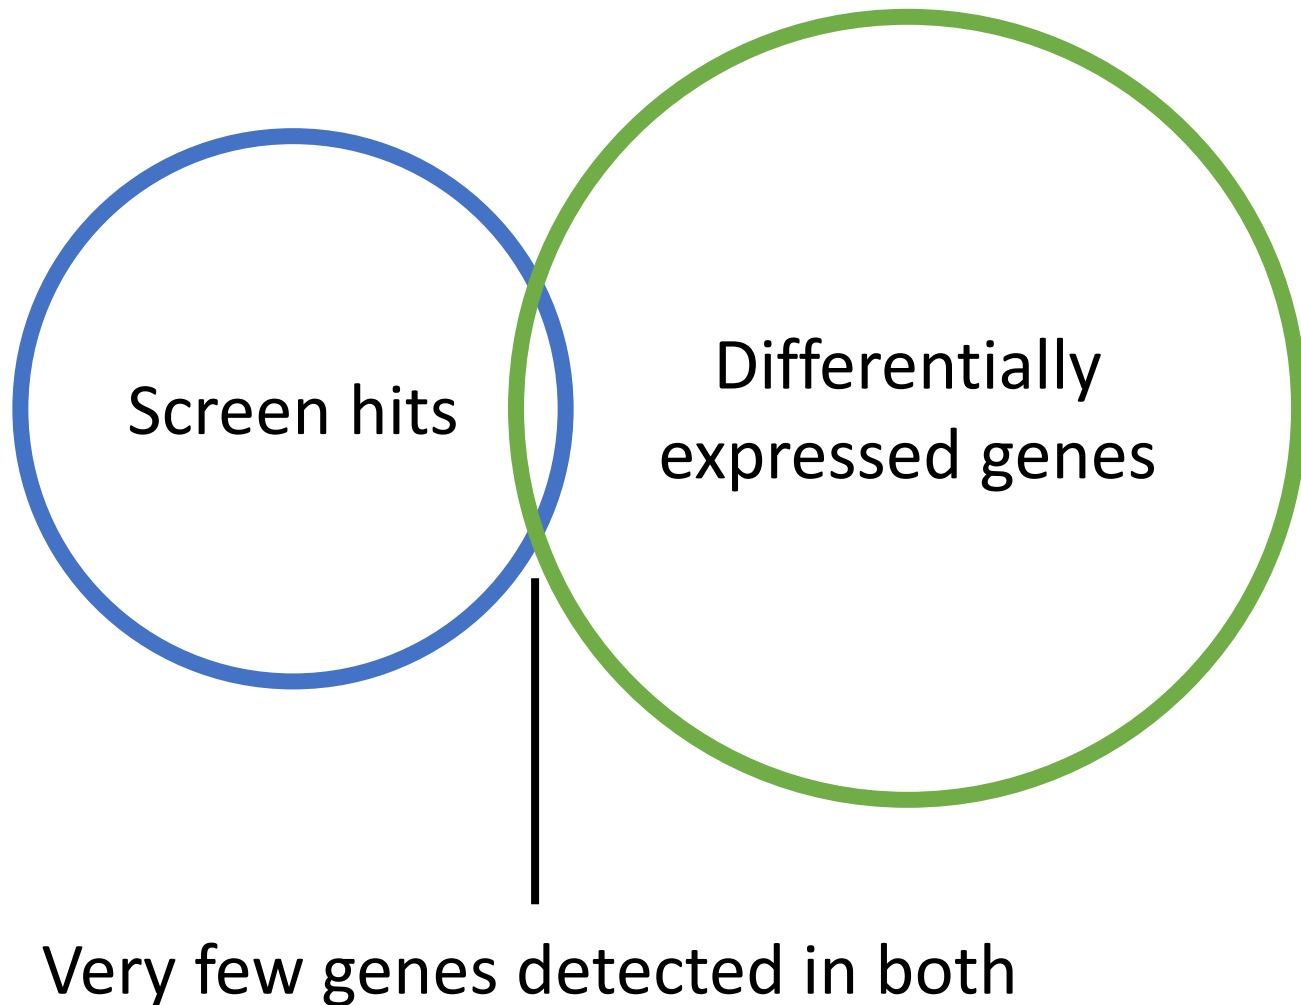 Screen hits
Differentially
expressed genes
Very few genes detected in both